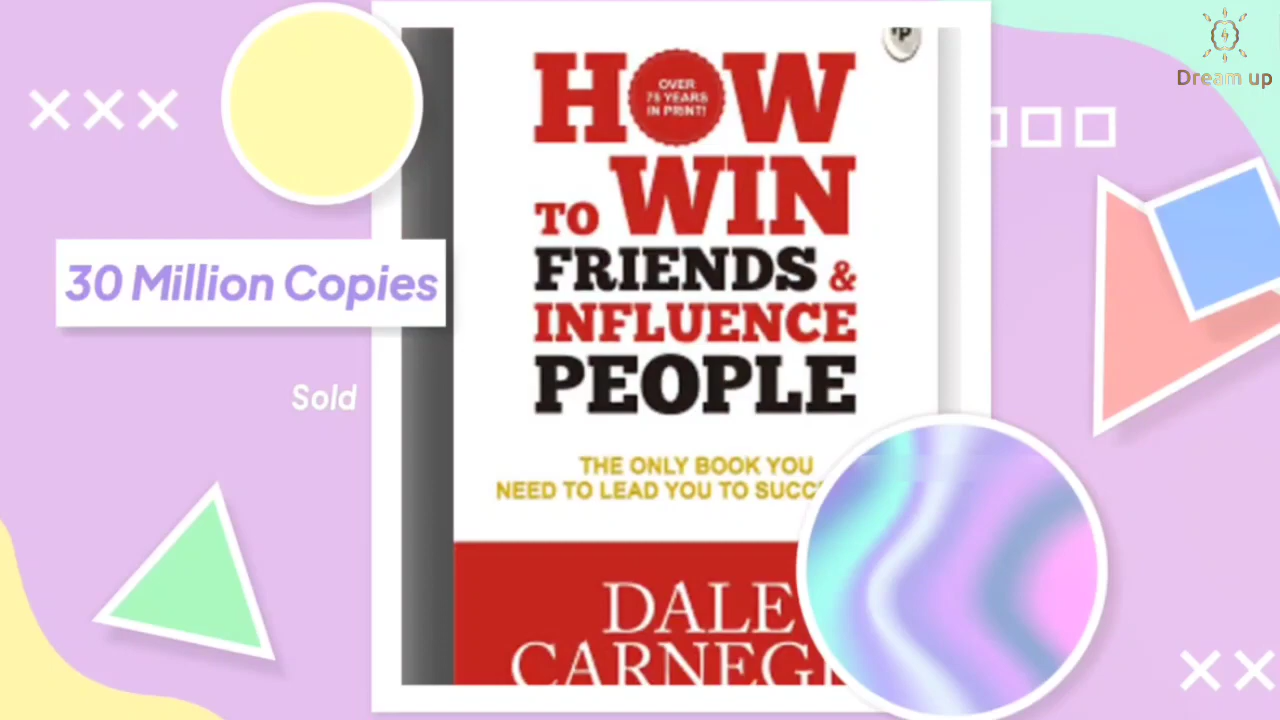 Dream up
30 Million Copies
Sold
HOW
OVER
75 YEARS
IN PRINT!
TO WIN
FRIENDS &
INFLUENCE
PEOPLE
THE ONLY BOOK YOU
NEED TO LEAD YOU TO
DALE